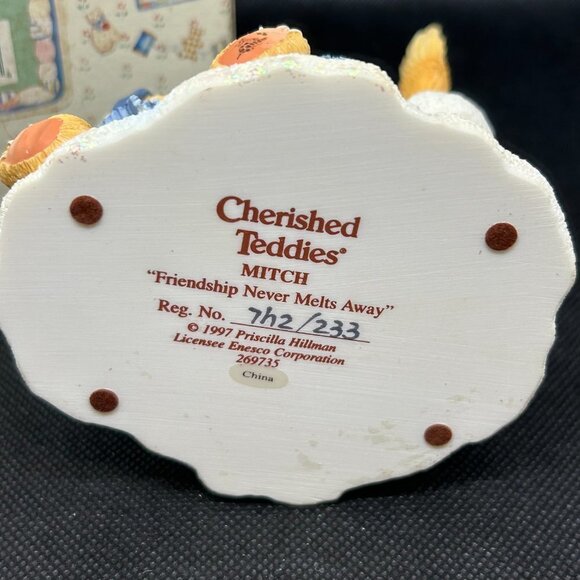 Cherished
Teddies®
MITCH
"Friendship Never Melts Away"
Reg. No. 7h2/233
© 1997 Priscilla Hillman
Licensee Enesco Corporation
269735
China